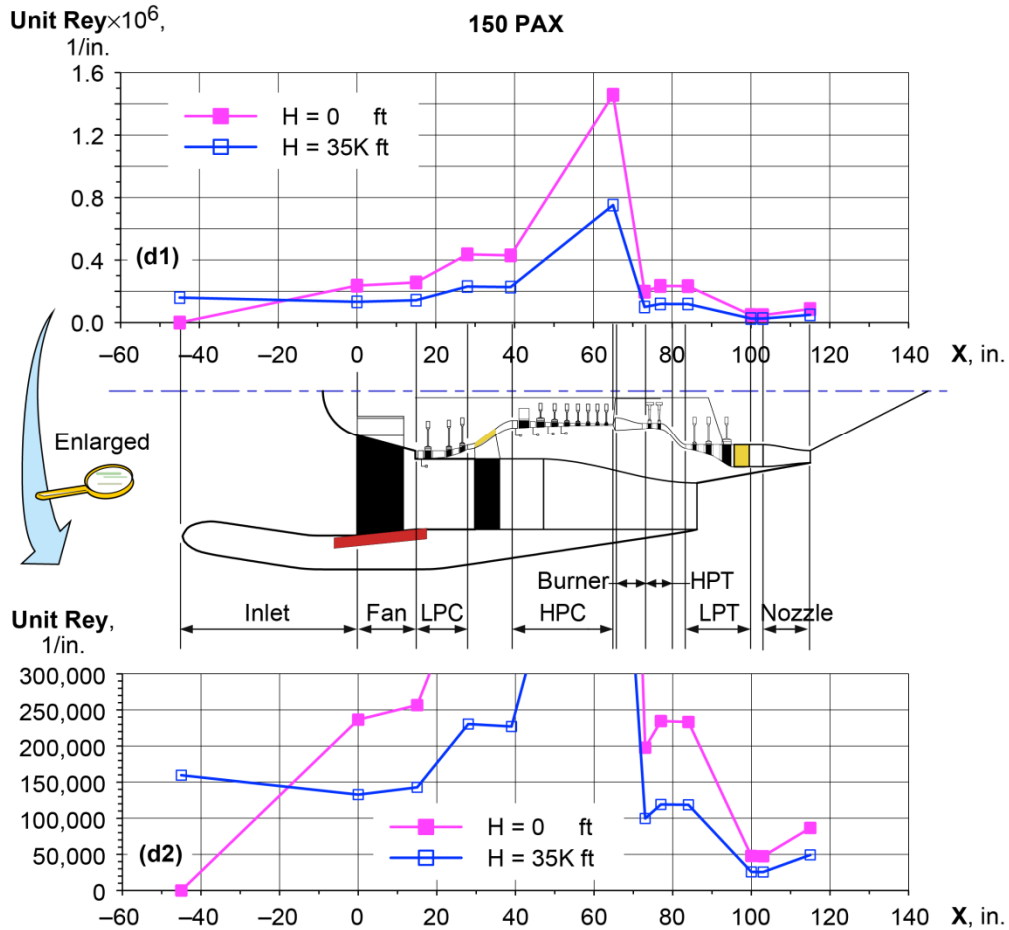 Unit Rey×10⁶,
1/in.
150 PAX
1.6
1.2
0.8
0.4
0.0
H = 0 ft
H = 35K ft
(d1)
–60 –40 –20 0 20 40 60 80 100 120 140 X, in.
Enlarged
Burner HPT
Inlet Fan LPC HPC LPT Nozzle
Unit Rey,
1/in.
300,000
250,000
200,000
150,000
100,000
50,000
0
H = 0 ft
H = 35K ft
(d2)
–60 –40 –20 0 20 40 60 80 100 120 140 X, in.